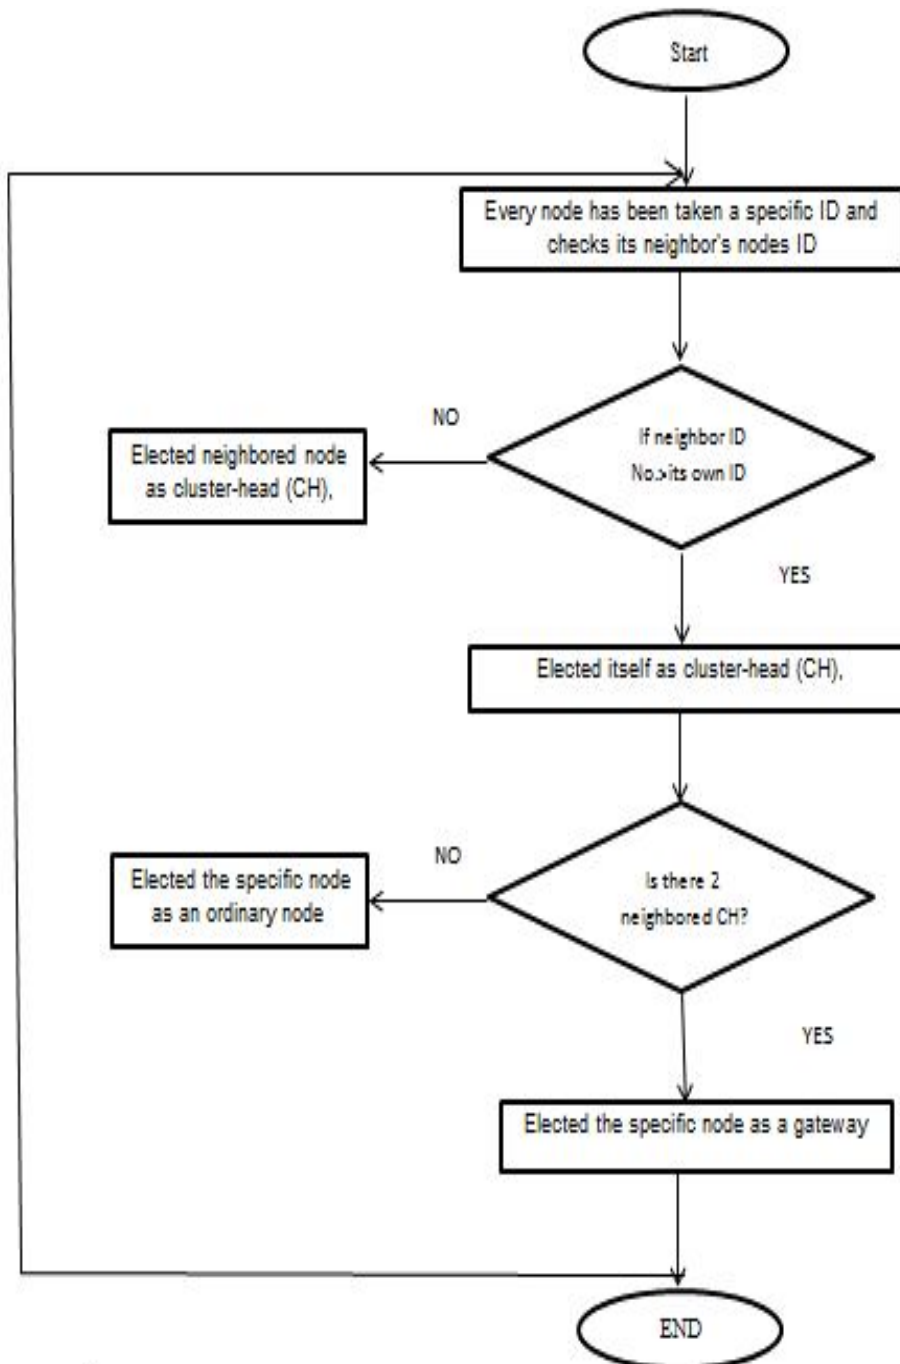 Start
Every node has been taken a specific ID and
checks its neighbor's nodes ID
NO
If neighbor ID
No.>its own ID
Elected neighbored node
as cluster-head (CH),
YES
Elected itself as cluster-head (CH),
NO
Is there 2
neighbored CH?
Elected the specific node
as an ordinary node
YES
Elected the specific node as a gateway
END